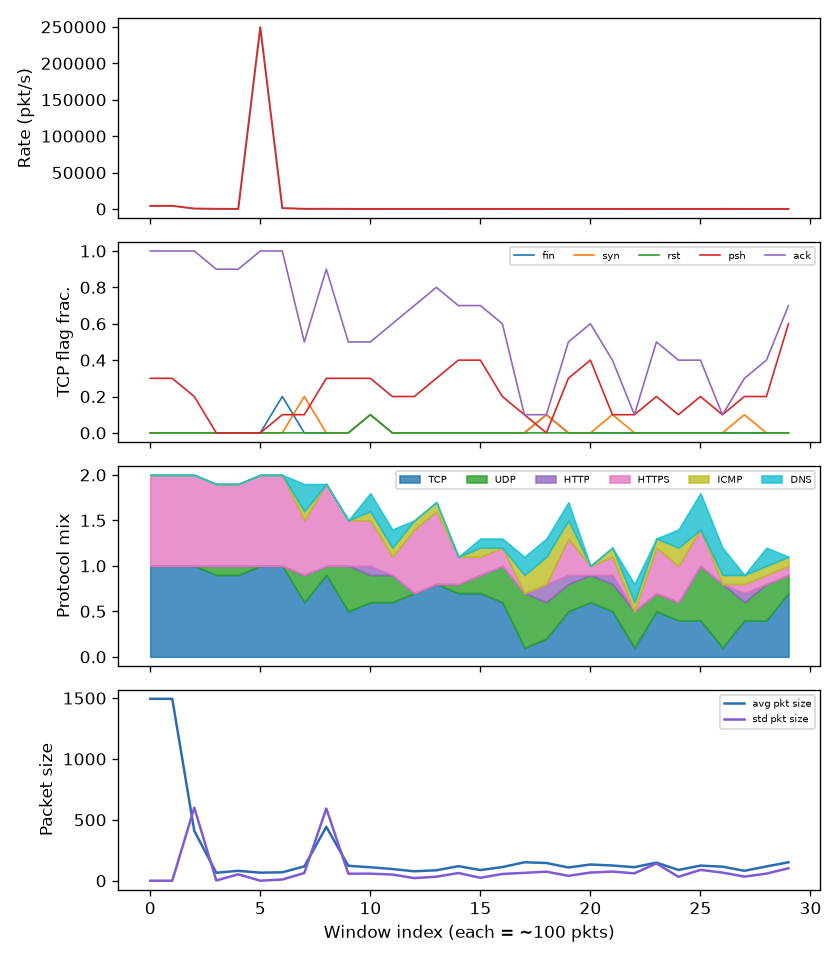 250000
200000
150000
100000
50000
0
Rate (pkt/s)
1.0
0.8
0.6
0.4
0.2
0.0
TCP flag frac.
fin syn rst psh ack
2.0
1.5
1.0
0.5
0.0
Protocol mix
TCP UDP HTTP HTTPS ICMP DNS
1500
1000
500
0
Packet size
avg pkt size
std pkt size
0 5 10 15 20 25 30
Window index (each = ~100 pkts)